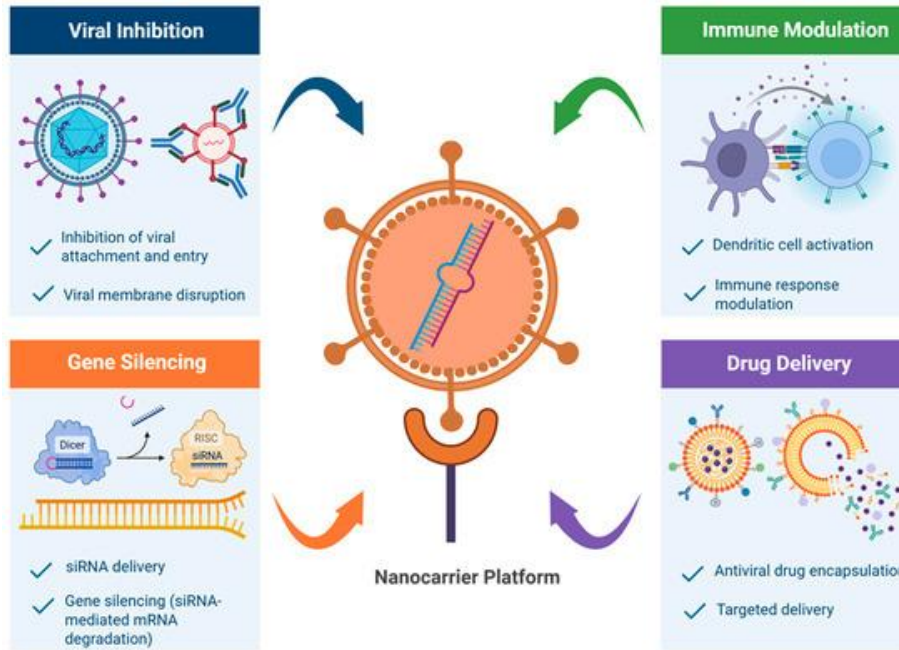 Viral Inhibition
Inhibition of viral
attachment and entry
Viral membrane disruption
Immune Modulation
Dendritic cell activation
Immune response
modulation
Gene Silencing
Dicer
RISC
siRNA
siRNA delivery
Gene silencing (siRNA-
mediated mRNA
degradation)
Drug Delivery
Antiviral drug encapsulation
Targeted delivery
Nanocarrier Platform